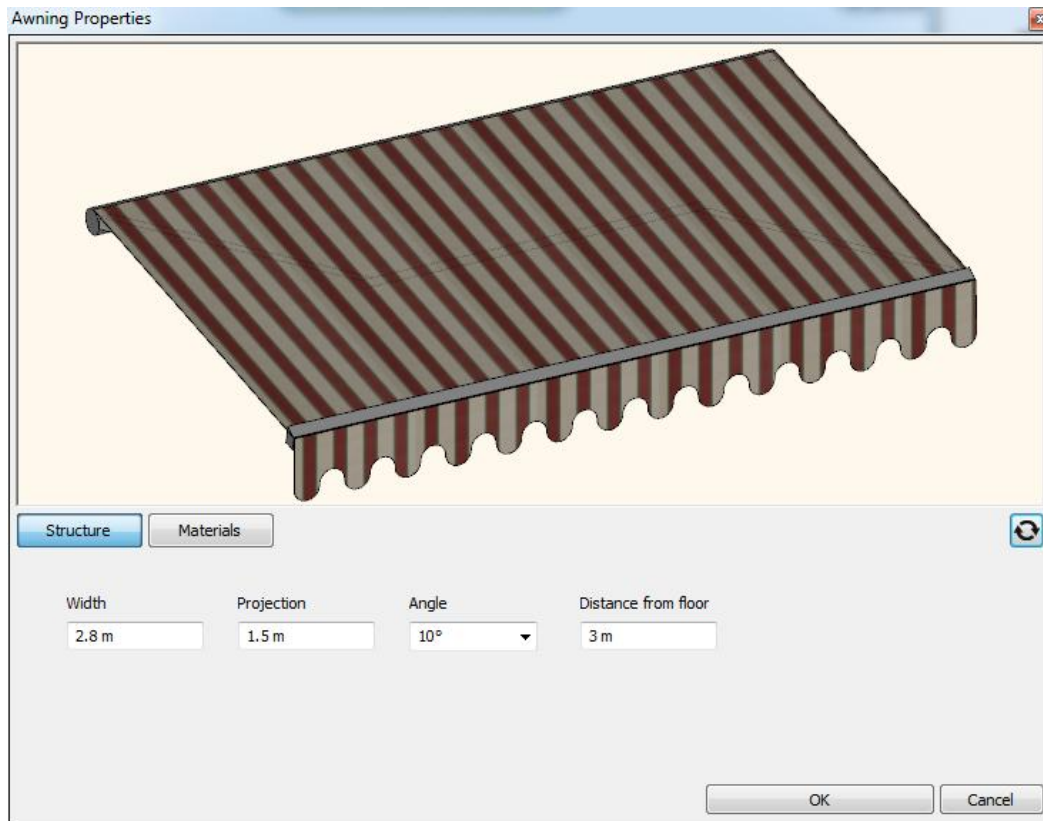 Awning Properties
Structure Materials
Width Projection Angle Distance from floor
2.8 m 1.5 m 10° 3 m
OK Cancel